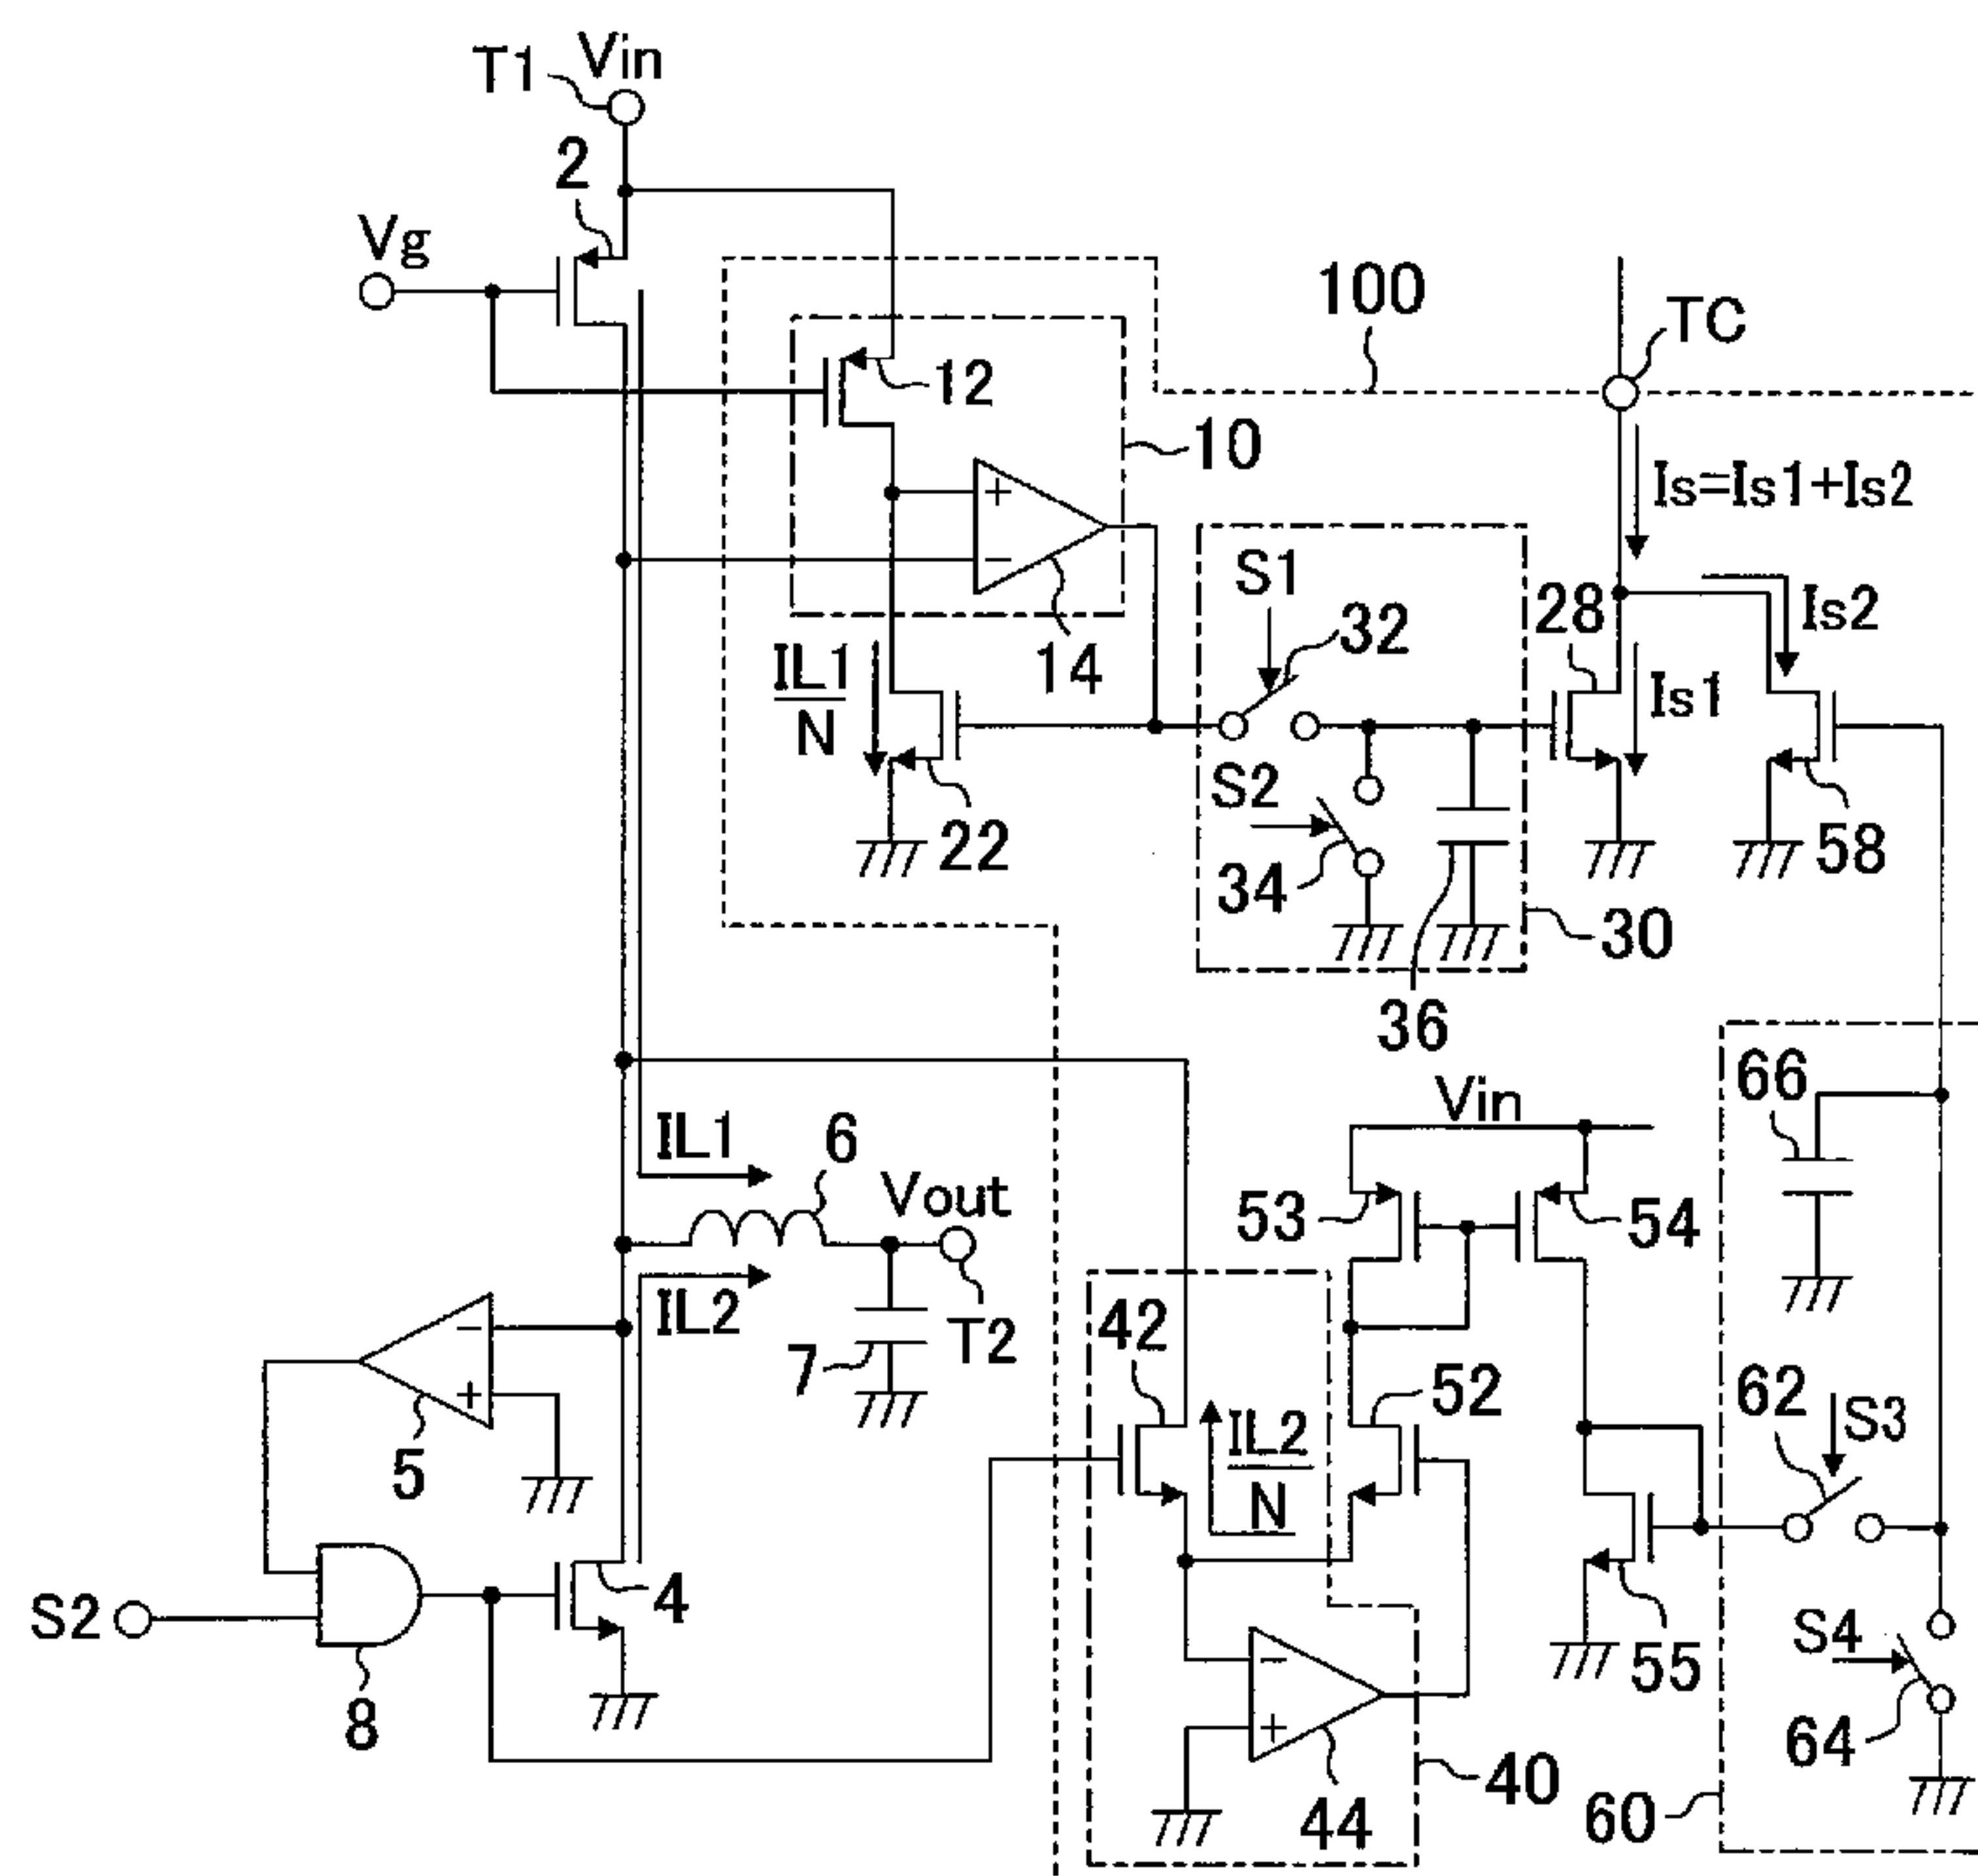 T1
Vin
2
Vg
100
TC
12
10
Is=Is1+Is2
S1
32
28
Is2
14
IL1
N
Is1
S2
22
34
58
30
36
66
Vin
IL1
6
Vout
53
54
IL2
42
T2
7
52
62
S3
5
IL2
N
4
S2
S4
55
8
64
40
60
44
+
−
−
+
−
+